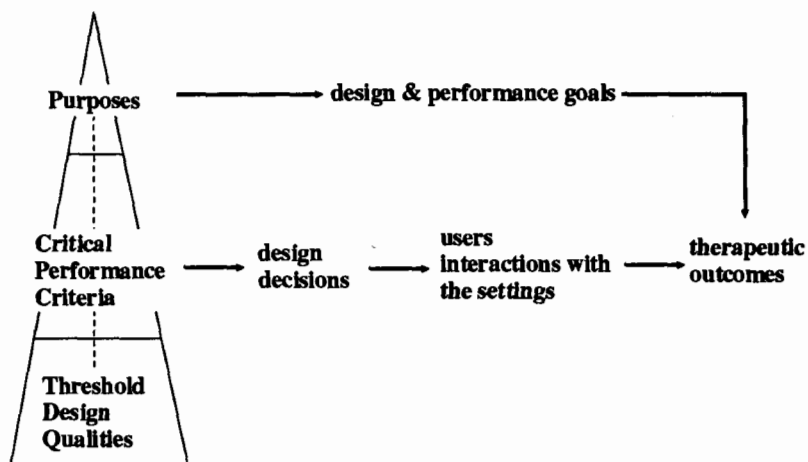 Purposes
design & performance goals
Critical
Performance
Criteria
design
decisions
users
interactions with
the settings
therapeutic
outcomes
Threshold
Design
Qualities